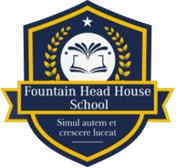 Fountain Head House
School
Simul autem et
crescere luceat